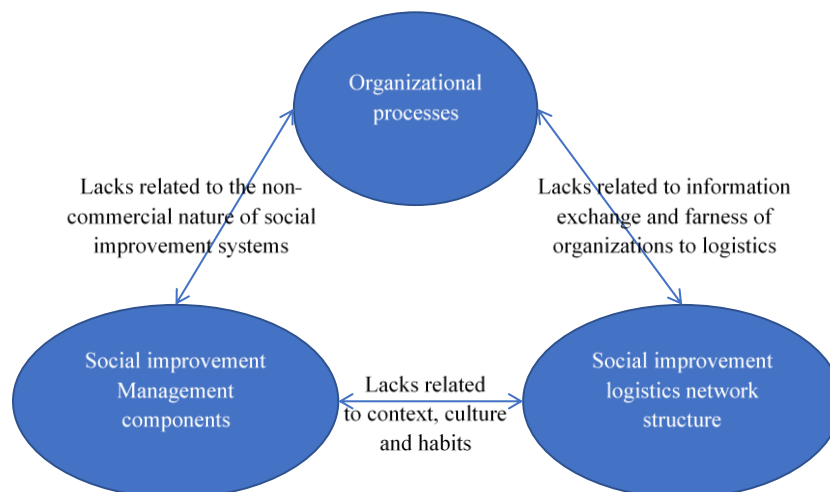 Organizational
processes
Lacks related to the non-
commercial nature of social
improvement systems
Lacks related to information
exchange and farness of
organizations to logistics
Social improvement
Management
components
Lacks related
to context, culture
and habits
Social improvement
logistics network
structure